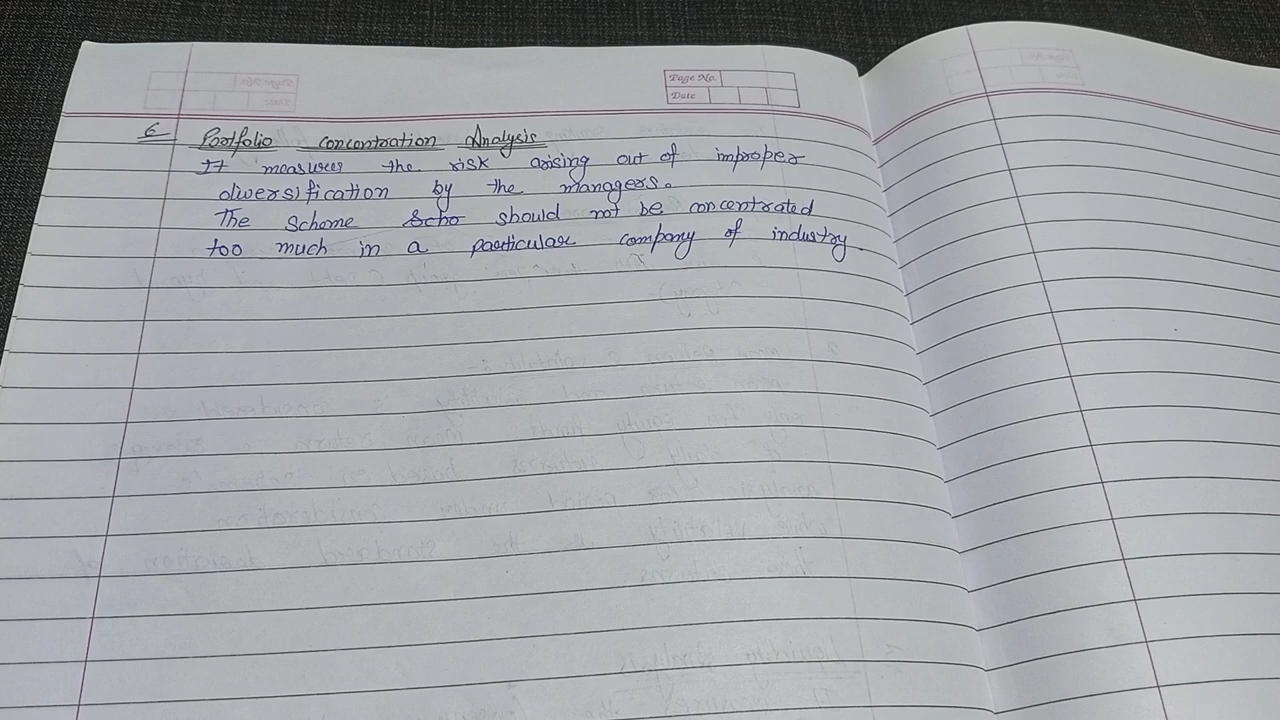 Page No.
Date
6 Portfolio concentration Analysis
It measures the risk arising out of improper
diversification by the managers.
The Scheme Scho should not be concentrated
too much in a particular company of industry.